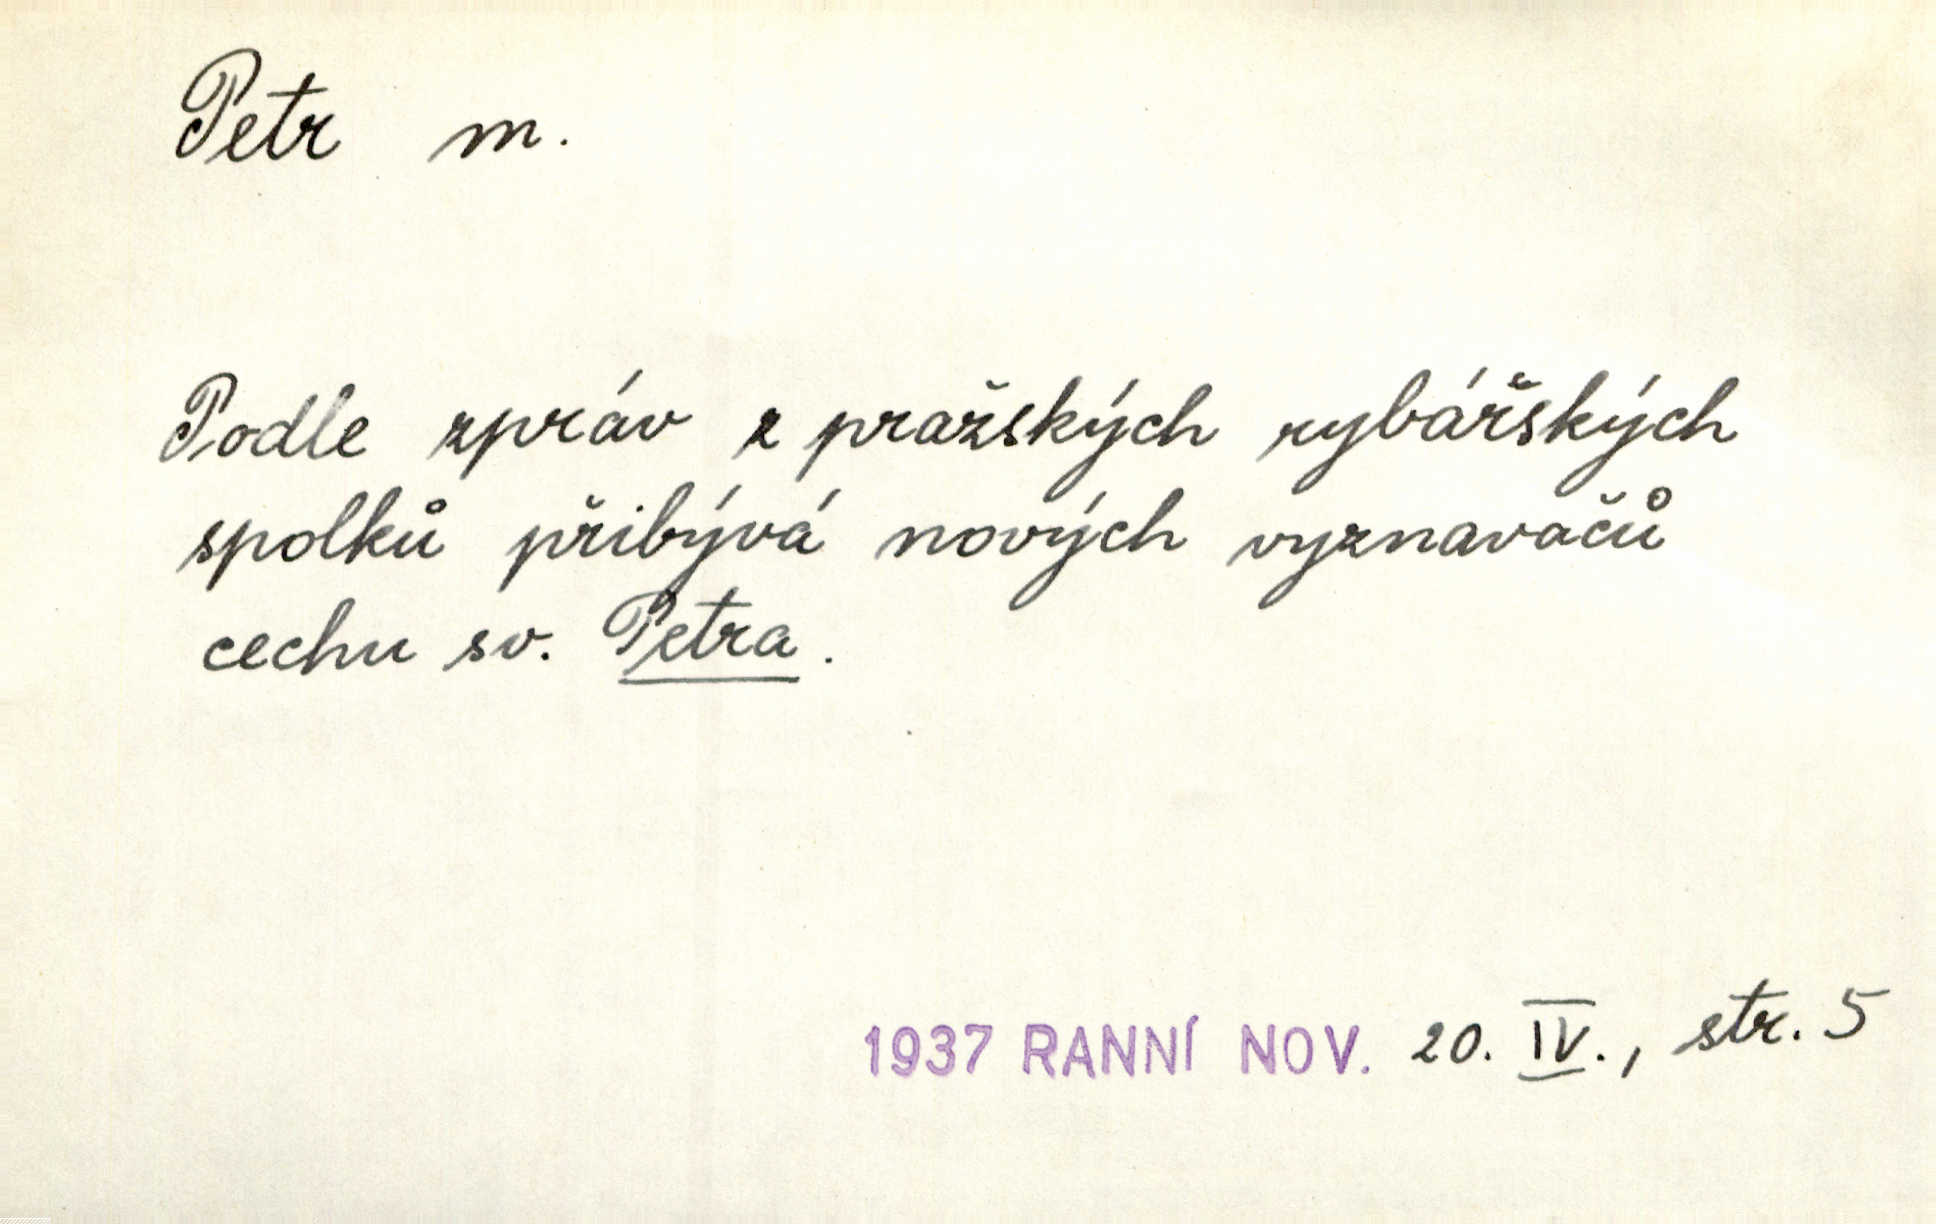 Petr m.
Podle zpráv z pražských rybářských
spolků přibývá nových vyznavačů
cechu sv. Petra.
1937 RANNÍ NOV. 20. IV., str. 5